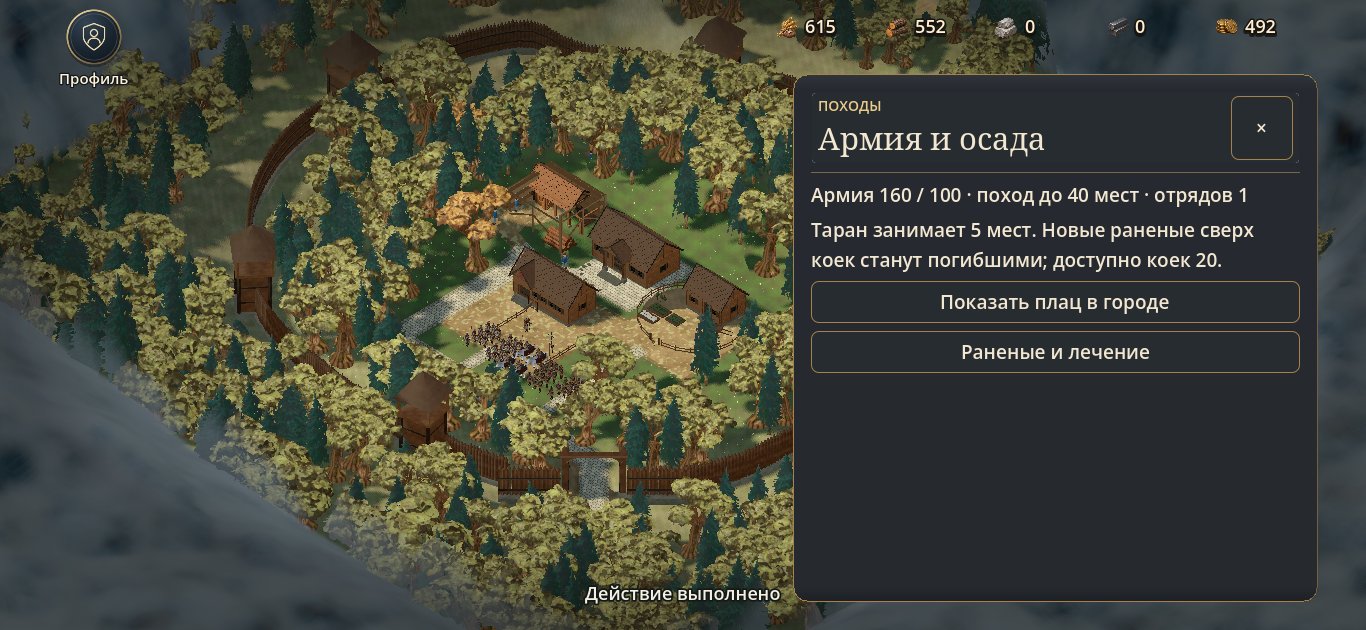 Профиль
615
552
0
0
492
ПОХОДЫ
Армия и осада
×
Армия 160 / 100 · поход до 40 мест · отрядов 1
Таран занимает 5 мест. Новые раненые сверх
коек станут погибшими; доступно коек 20.
Показать плац в городе
Раненые и лечение
Действие выполнено